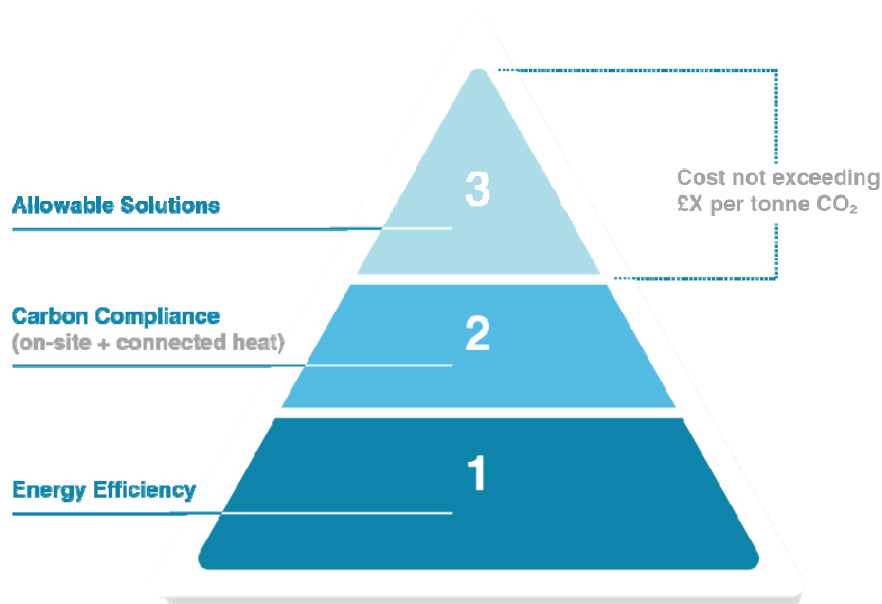 3
Cost not exceeding
£X per tonne CO₂
Allowable Solutions
2
Carbon Compliance
(on-site + connected heat)
1
Energy Efficiency